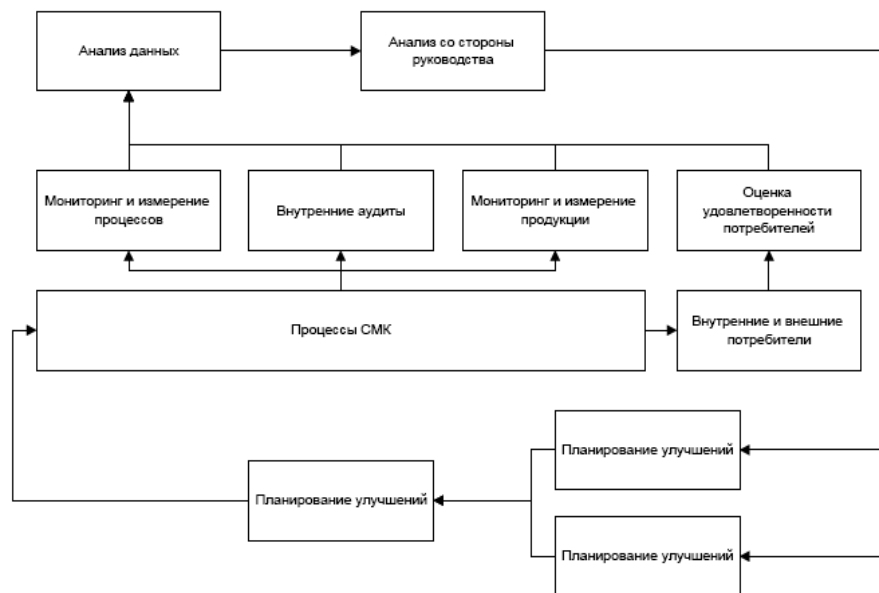 Анализ данных
Анализ со стороны
руководства
Мониторинг и измерение
процессов
Внутренние аудиты
Мониторинг и измерение
продукции
Оценка
удовлетворенности
потребителей
Процессы СМК
Внутренние и внешние
потребители
Планирование улучшений
Планирование улучшений
Планирование улучшений